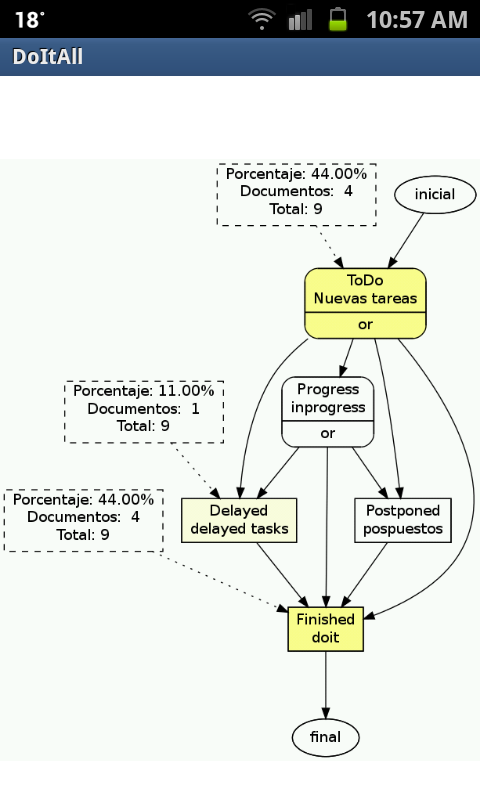 18°
10:57 AM
DoItAll
Porcentaje: 44.00%
Documentos: 4
Total: 9
inicial
ToDo
Nuevas tareas
or
Porcentaje: 11.00%
Documentos: 1
Total: 9
Progress
inprogress
or
Porcentaje: 44.00%
Documentos: 4
Total: 9
Delayed
delayed tasks
Postponed
pospuestos
Finished
doit
final